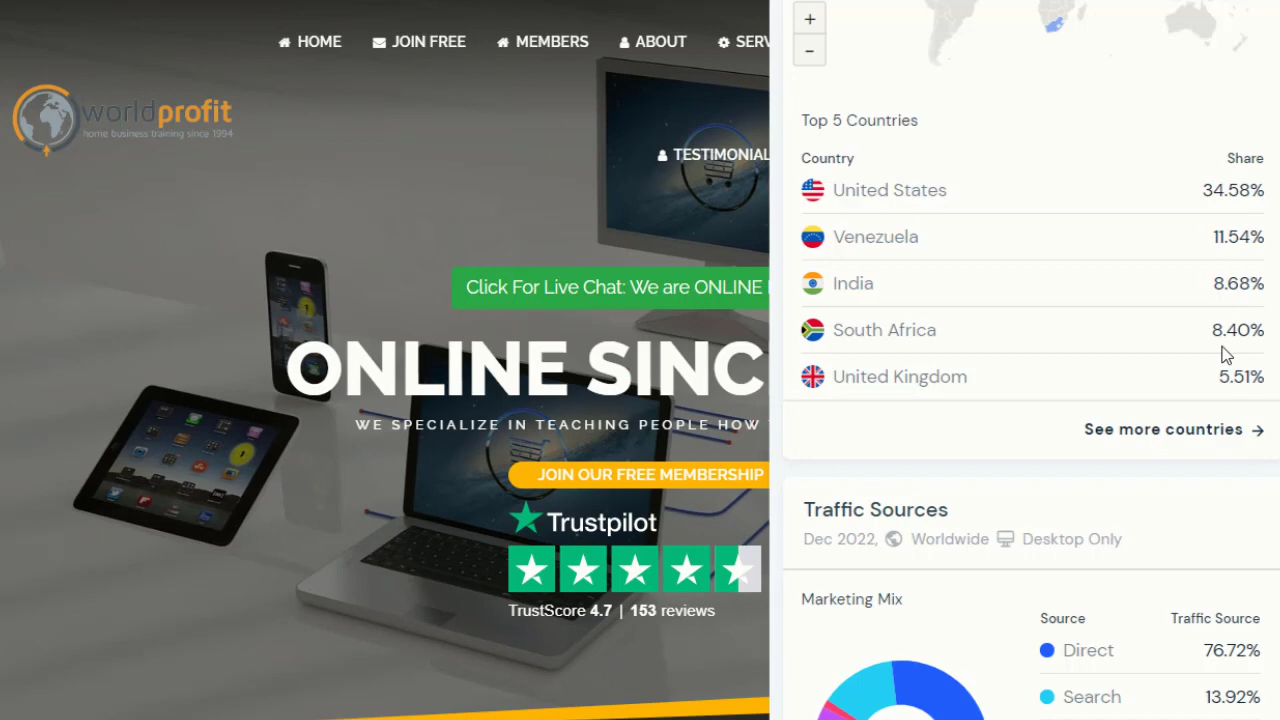 HOME
JOIN FREE
MEMBERS
ABOUT
SERV
worldprofit
home business training since 1994
TESTIMONIAL
Click For Live Chat: We are ONLINE
ONLINE SINC
WE SPECIALIZE IN TEACHING PEOPLE HOW
JOIN OUR FREE MEMBERSHIP
Trustpilot
TrustScore 4.7 | 153 reviews
+
−
Top 5 Countries
Country Share
United States 34.58%
Venezuela 11.54%
India 8.68%
South Africa 8.40%
United Kingdom 5.51%
See more countries →
Traffic Sources
Dec 2022, Worldwide Desktop Only
Marketing Mix
Source Traffic Source
Direct 76.72%
Search 13.92%